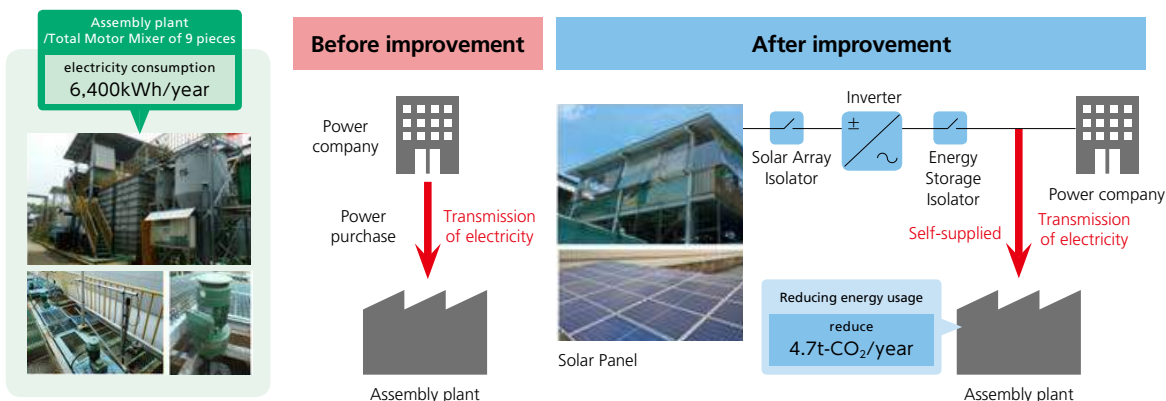 Assembly plant
/Total Motor Mixer of 9 pieces
electricity consumption
6,400kWh/year
Before improvement
Power
company
Power
purchase
Transmission
of electricity
Assembly plant
After improvement
Solar Panel
Solar Array
Isolator
Inverter
±
Energy
Storage
Isolator
Power company
Self-supplied
Transmission
of electricity
Reducing energy usage
reduce
4.7t-CO₂/year
Assembly plant